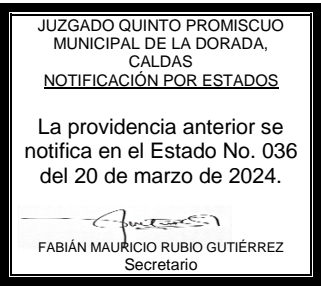 JUZGADO QUINTO PROMISCUO
MUNICIPAL DE LA DORADA,
CALDAS
NOTIFICACIÓN POR ESTADOS
La providencia anterior se
notifica en el Estado No. 036
del 20 de marzo de 2024.
FABIÁN MAURICIO RUBIO GUTIÉRREZ
Secretario